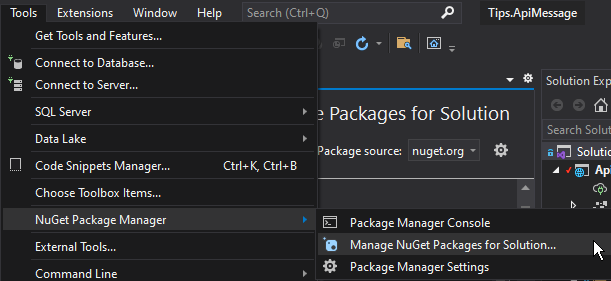 Tools Extensions Window Help Search (Ctrl+Q) Tips.ApiMessage
Get Tools and Features...
Connect to Database...
Connect to Server...
SQL Server
Data Lake
Code Snippets Manager... Ctrl+K, Ctrl+B
Choose Toolbox Items...
NuGet Package Manager
External Tools...
Command Line
Packages for Solution
Package source: nuget.org
Solution Exp
Search Solu
Solutio
Api
Package Manager Console
Manage NuGet Packages for Solution...
Package Manager Settings